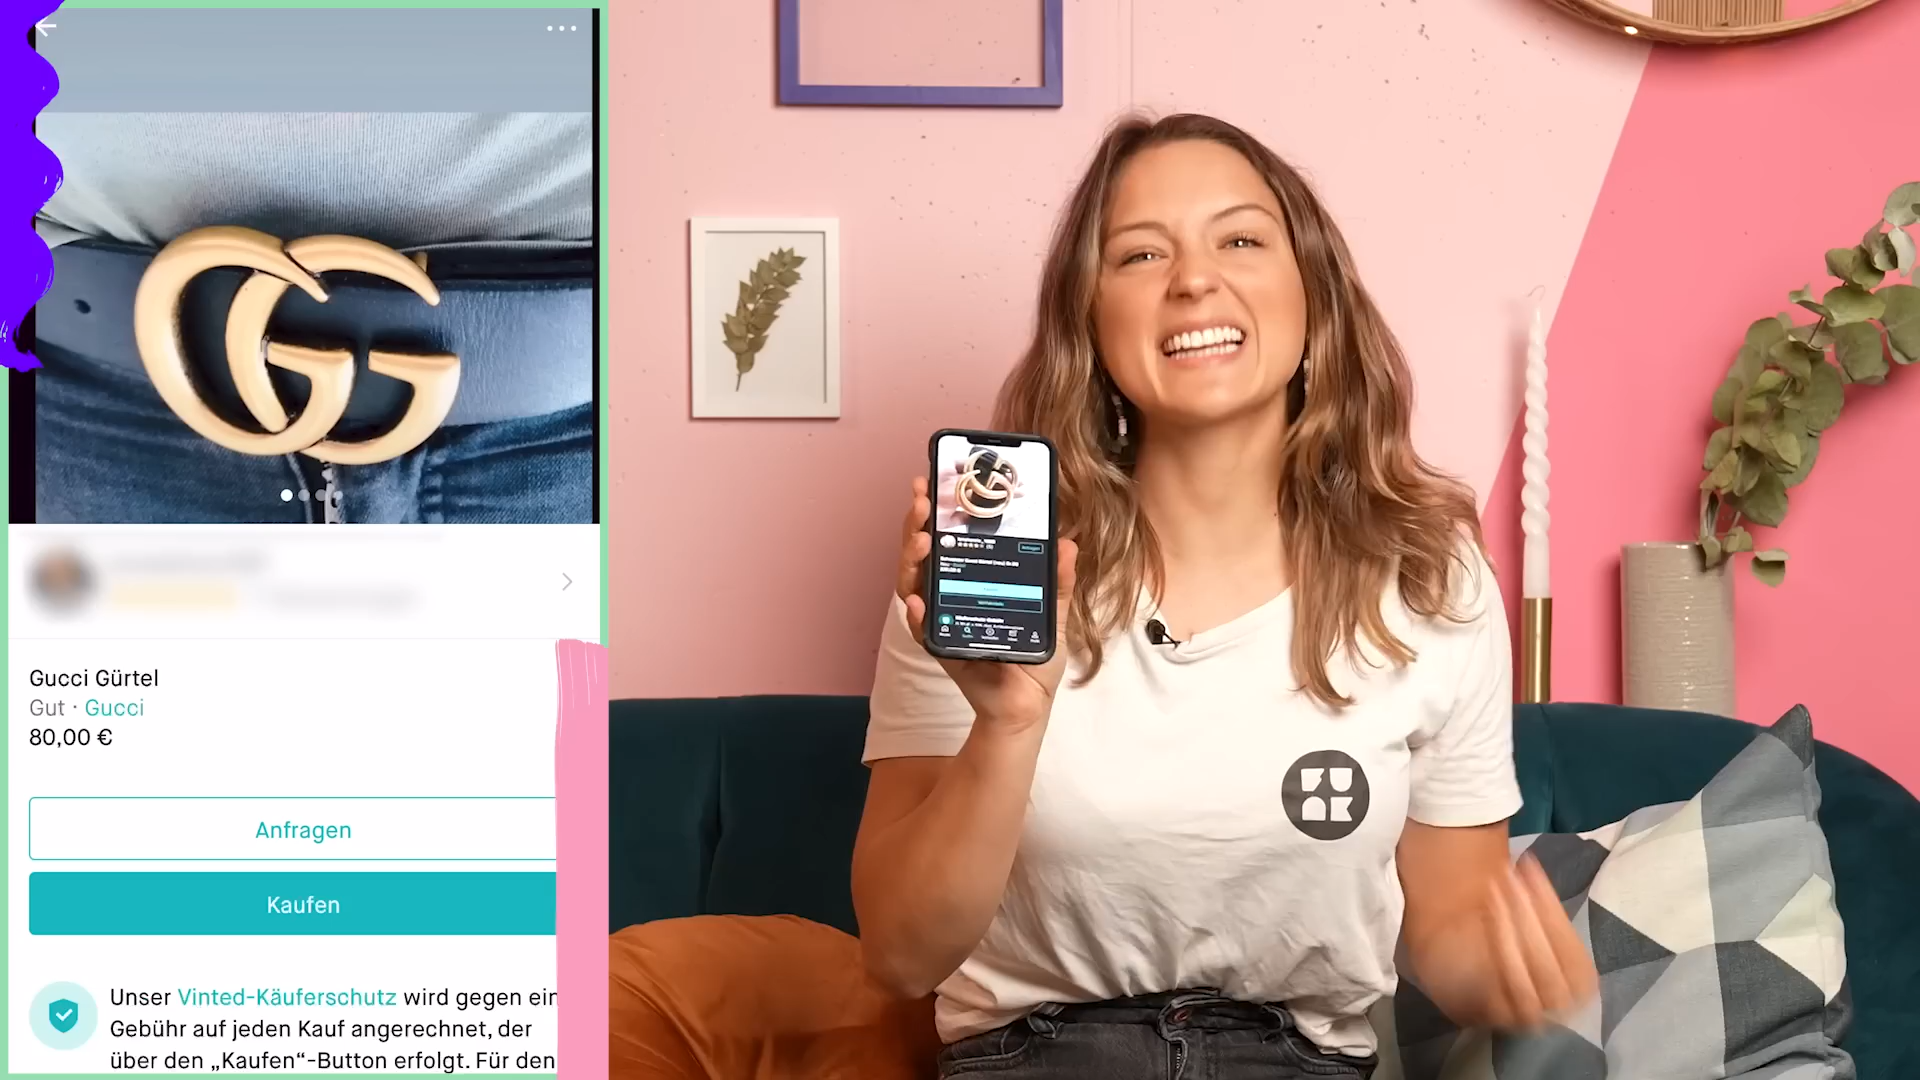 Gucci Gürtel
Gut · Gucci
80,00 €
Anfragen
Kaufen
Unser Vinted-Käuferschutz wird gegen ein
Gebühr auf jeden Kauf angerechnet, der
über den „Kaufen“-Button erfolgt. Für den